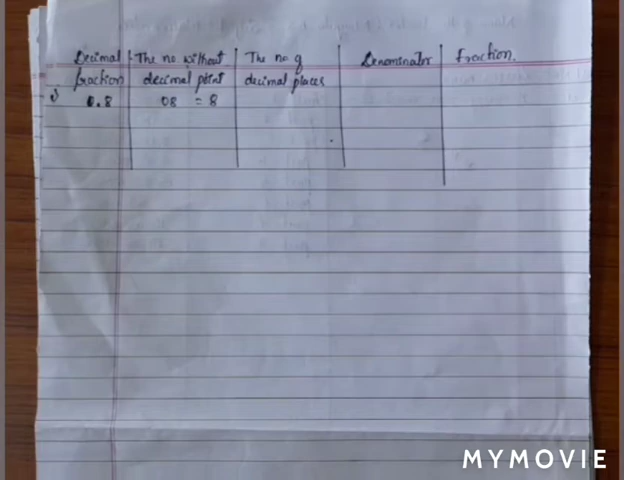 Decimal fraction | The no. without decimal point | The no. of decimal places | Denominator | Fraction.
i) 0.8 | 08 = 8
MYMOVIE